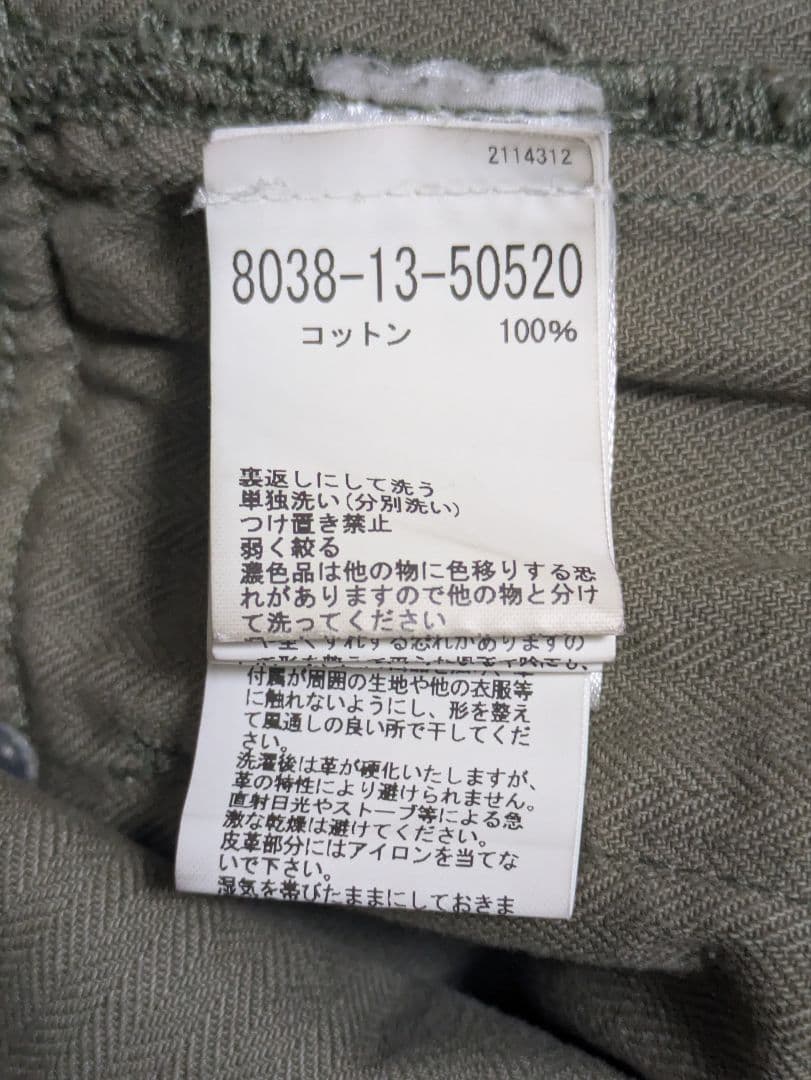 2114312
8038-13-50520
コットン 100%
裏返しにして洗う
単独洗い(分別洗い)
つけ置き禁止
弱く絞る
濃色品は他の物に色移りする恐
れがありますので他の物と分け
て洗ってください
する恐れがありますの
付属が周囲の生地や他の衣服等
に触れないようにし、形を整え
て風通しの良い所で干してくだ
さい。
洗濯後は革が硬化いたしますが、
革の特性により避けられません。
直射日光やストーブ等による急
激な乾燥は避けてください。
皮革部分にはアイロンを当てな
いで下さい。
湿気を帯びたままにしておきま